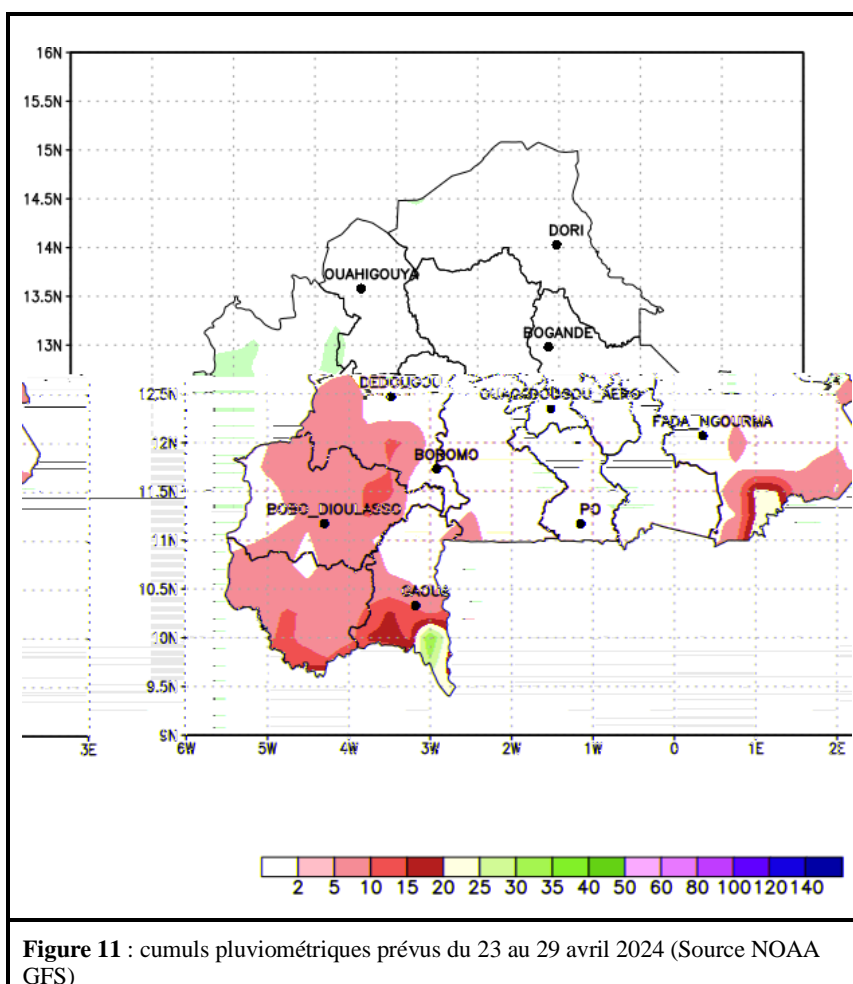 16N
15.5N
15N
14.5N
14N
13.5N
13N
12.5N
12N
11.5N
11N
10.5N
10N
9.5N
9N
DORI
OUAHIGOUYA
BOGANDE
DEDOUGOU
OUAGADOUGOU_AERO
FADA_NGOURMA
BOROMO
BOBO_DIOULASSO
PO
GAOUA
3E 6W 5W 4W 3W 2W 1W 0 1E 2E
2 5 10 15 20 25 30 35 40 50 60 80 100 120 140
Figure 11 : cumuls pluviométriques prévus du 23 au 29 avril 2024 (Source NOAA
GFS)